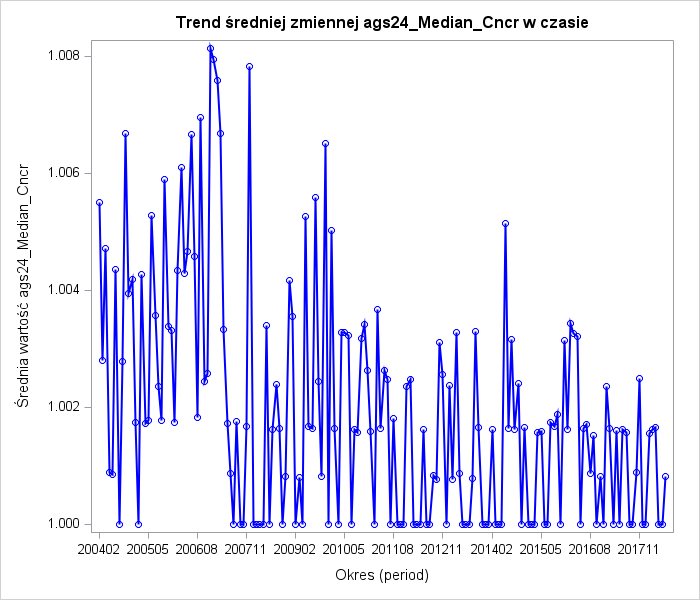 Trend średniej zmiennej ags24_Median_Cncr w czasie
Średnia wartość ags24_Median_Cncr
1.008
1.006
1.004
1.002
1.000
200402 200505 200608 200711 200902 201005 201108 201211 201402 201505 201608 201711
Okres (period)